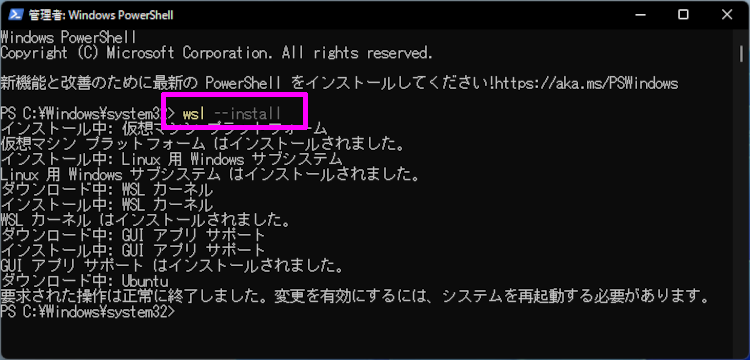 管理者: Windows PowerShell
Windows PowerShell
Copyright (C) Microsoft Corporation. All rights reserved.
新機能と改善のために最新の PowerShell をインストールしてください!https://aka.ms/PSWindows
PS C:¥Windows¥system32> wsl --install
インストール中: 仮想マシン プラットフォーム
仮想マシン プラットフォーム はインストールされました。
インストール中: Linux 用 Windows サブシステム
Linux 用 Windows サブシステム はインストールされました。
ダウンロード中: WSL カーネル
インストール中: WSL カーネル
WSL カーネル はインストールされました。
ダウンロード中: GUI アプリ サポート
インストール中: GUI アプリ サポート
GUI アプリ サポート はインストールされました。
ダウンロード中: Ubuntu
要求された操作は正常に終了しました。変更を有効にするには、システムを再起動する必要があります。
PS C:¥Windows¥system32>